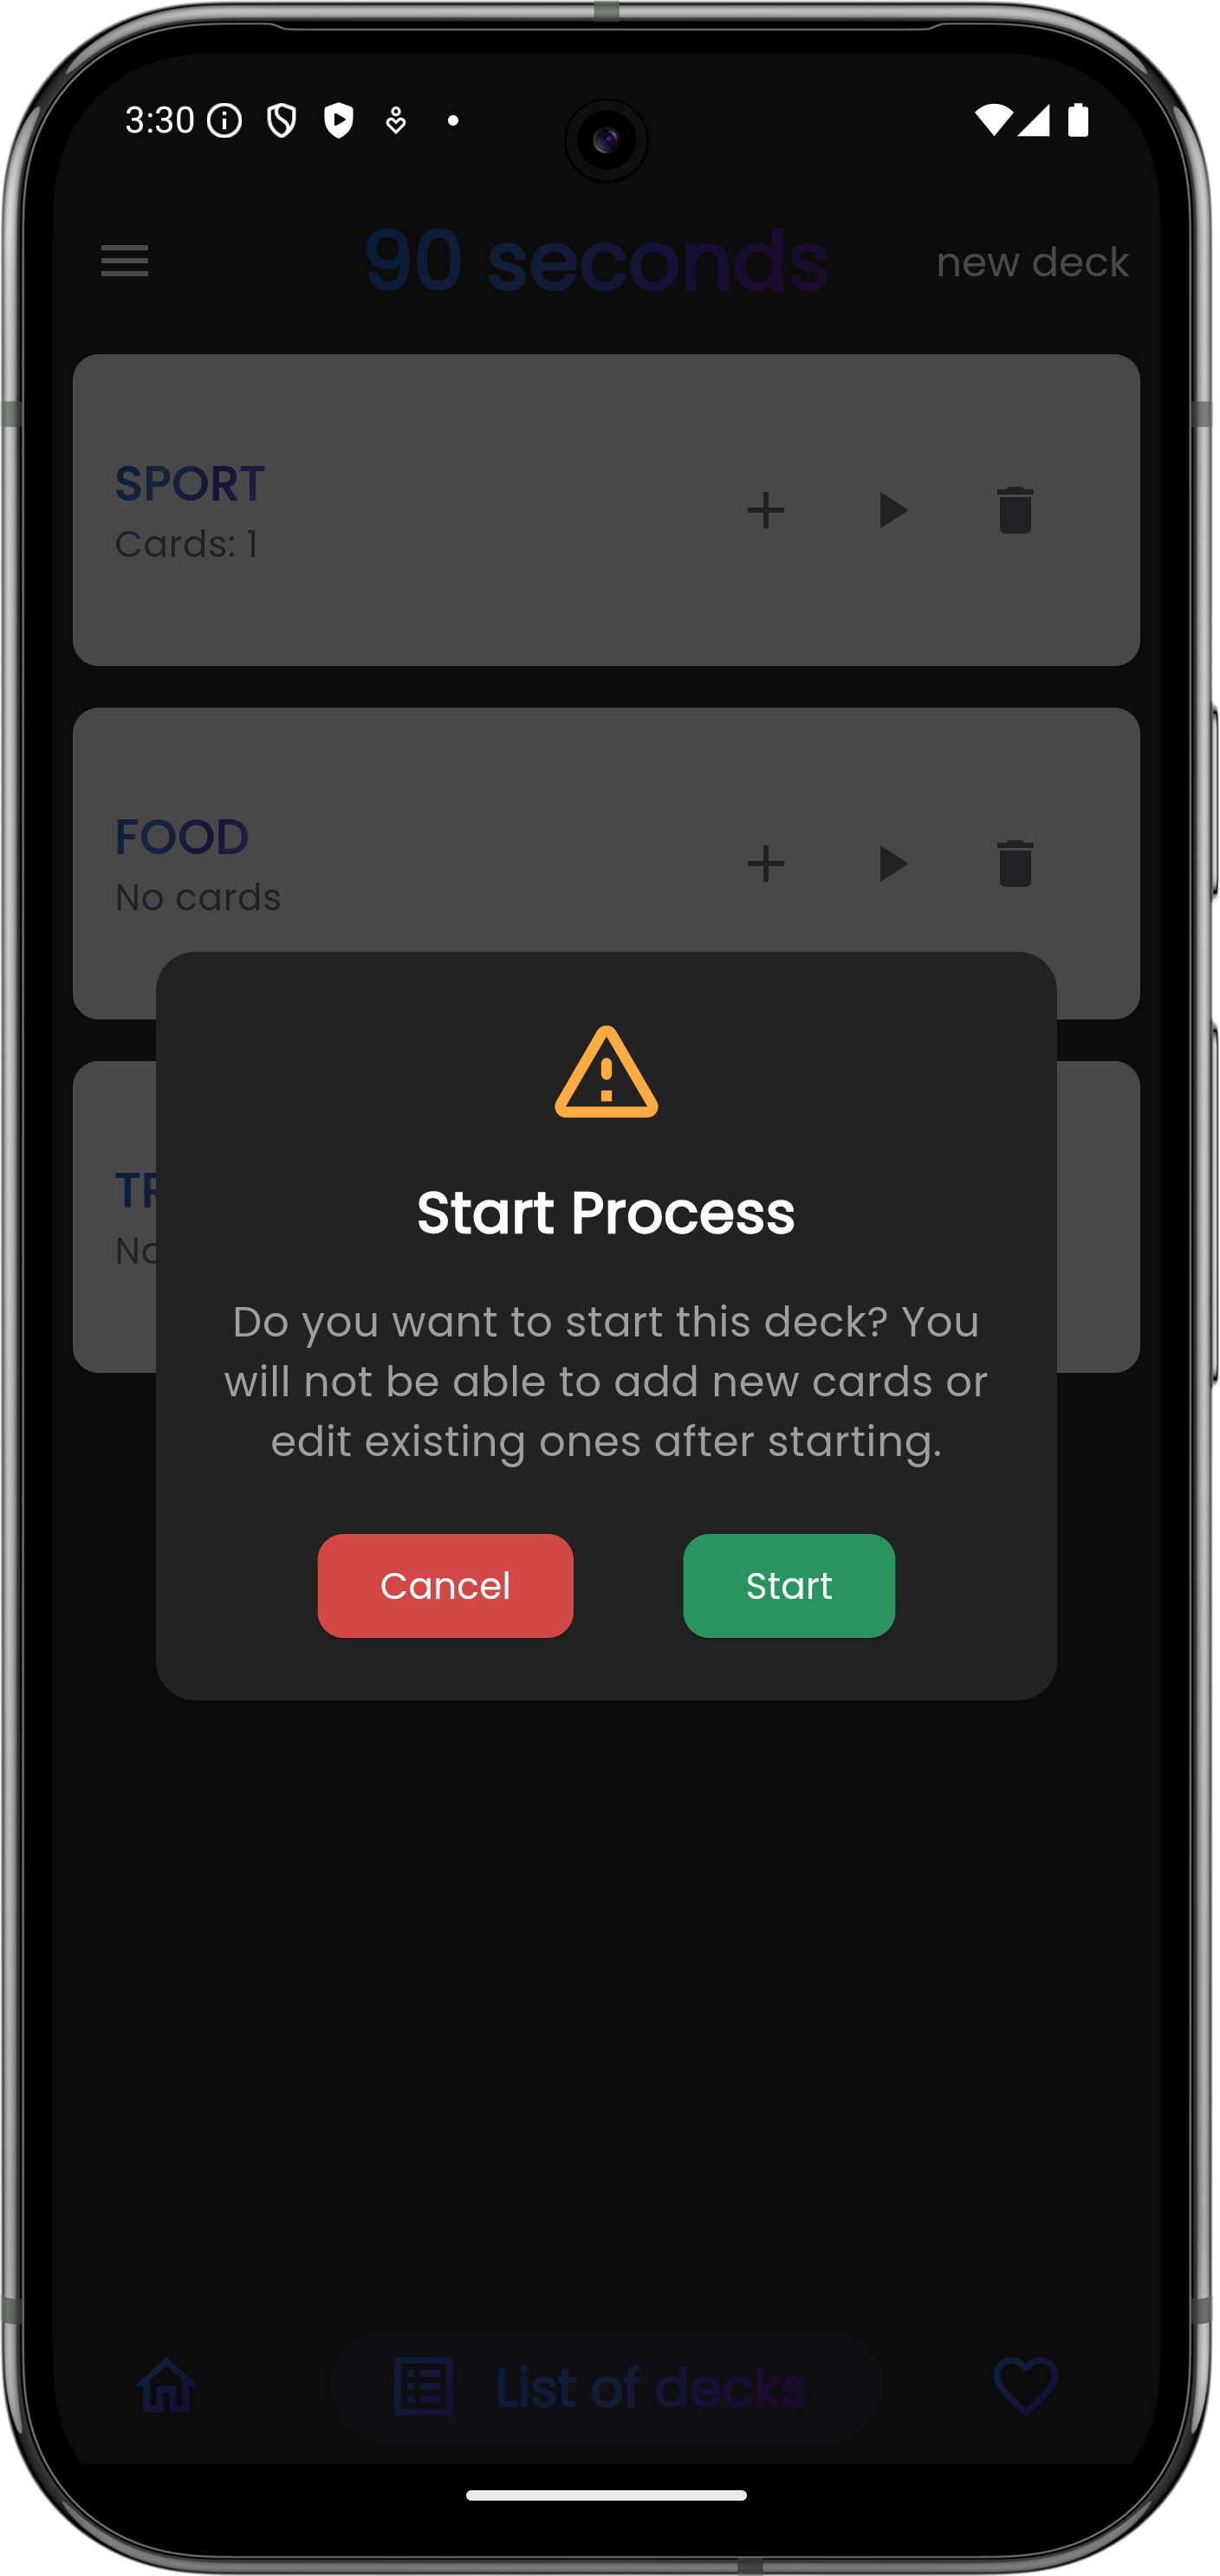 3:30
90 seconds
new deck
SPORT
Cards: 1
FOOD
No cards
Start Process
Do you want to start this deck? You
will not be able to add new cards or
edit existing ones after starting.
Cancel
Start
List of decks